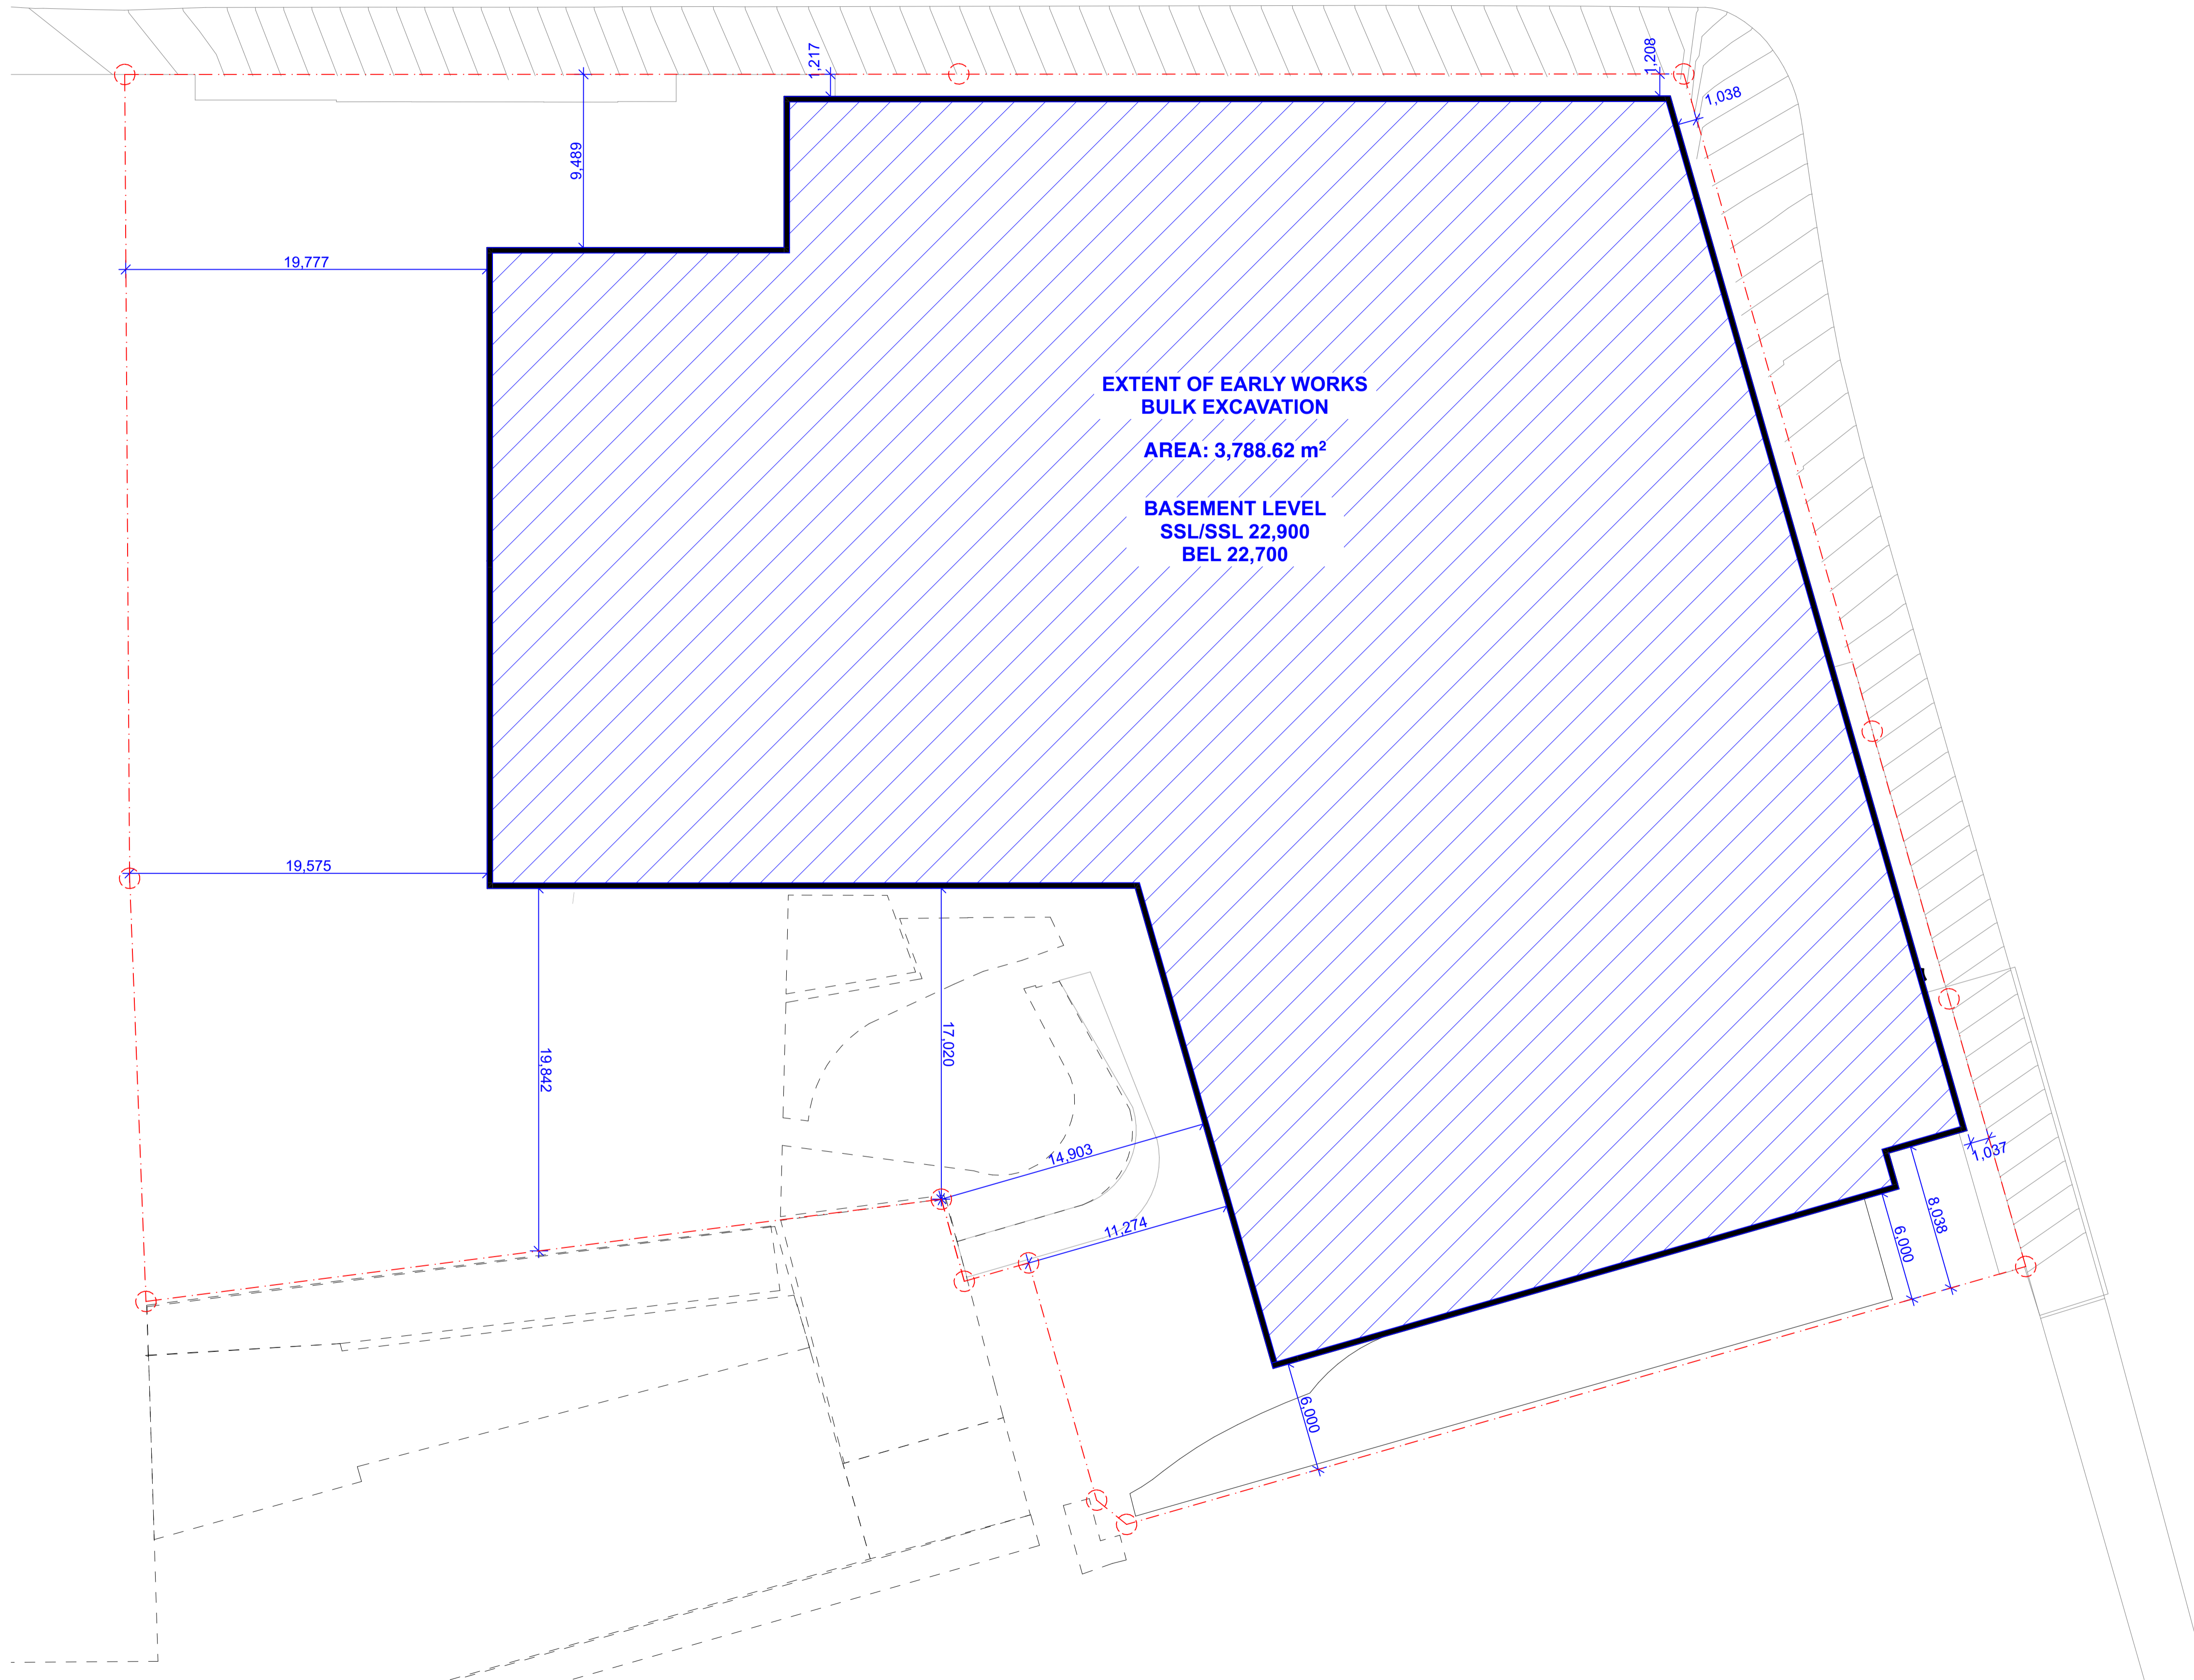 1,217
1,208
1,038
9,489
19,777
EXTENT OF EARLY WORKS
BULK EXCAVATION
AREA: 3,788.62 m²
BASEMENT LEVEL
SSL/SSL 22,900
BEL 22,700
19,575
17,020
19,842
14,903
1,037
8,038
11,274
6,000
6,000